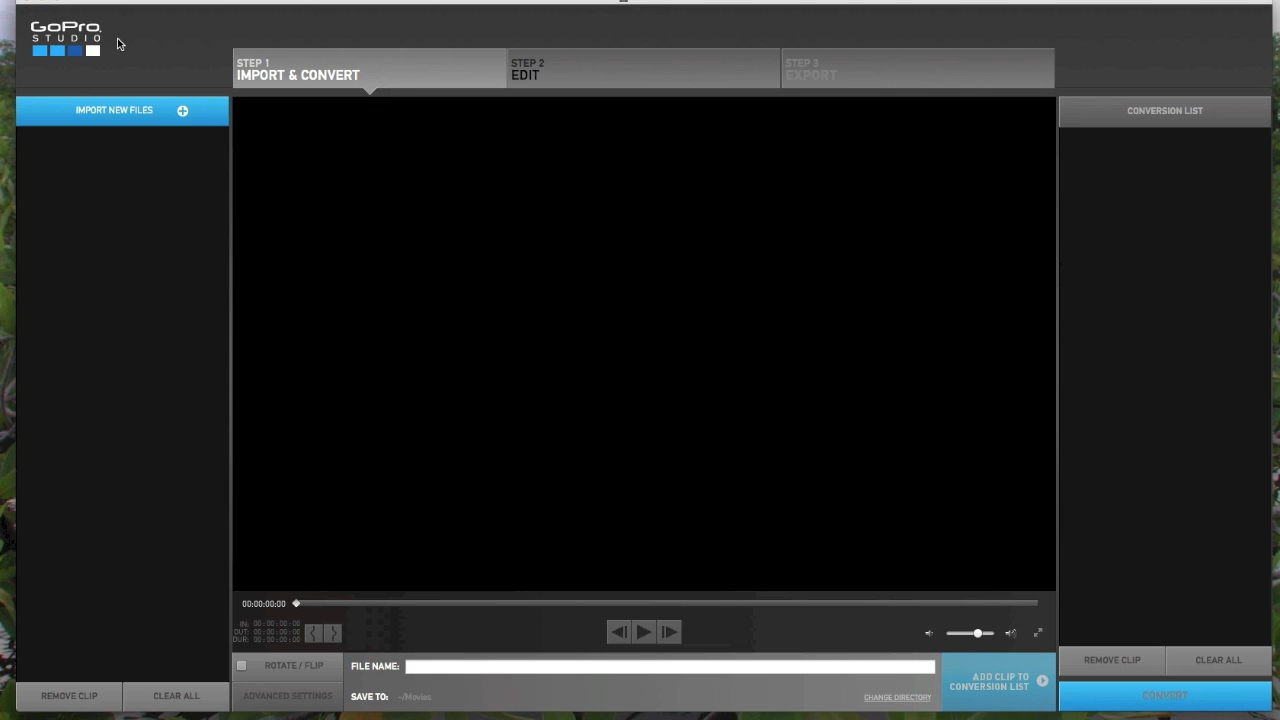 GoPro
STUDIO
STEP 1
IMPORT & CONVERT
STEP 2
EDIT
STEP 3
EXPORT
IMPORT NEW FILES
CONVERSION LIST
00:00:00:00
IN: 00:00:00:00
OUT: 00:00:00:00
DUR: 00:00:00:00
ROTATE / FLIP
FILE NAME:
ADD CLIP TO
CONVERSION LIST
ADVANCED SETTINGS
SAVE TO: ~/Movies
CHANGE DIRECTORY
REMOVE CLIP
CLEAR ALL
REMOVE CLIP
CLEAR ALL
CONVERT